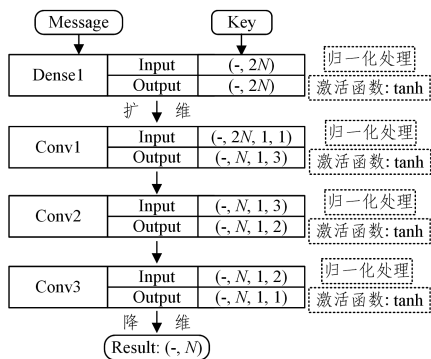 Message Key
Dense1 Input (-, 2N) 归一化处理
Output (-, 2N) 激活函数: tanh
扩 维
Conv1 Input (-, 2N, 1, 1) 归一化处理
Output (-, N, 1, 3) 激活函数: tanh
Conv2 Input (-, N, 1, 3) 归一化处理
Output (-, N, 1, 2) 激活函数: tanh
Conv3 Input (-, N, 1, 2) 归一化处理
Output (-, N, 1, 1) 激活函数: tanh
降 维
Result: (-, N)